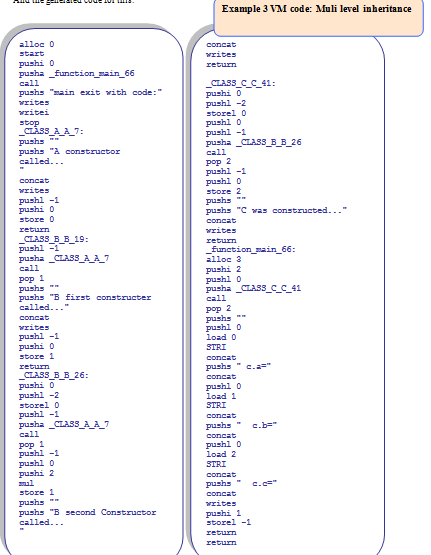 And the generated code for this:
Example 3 VM code: Muli level inheritance
alloc 0
start
pushi 0
pusha _function_main_66
call
pushs "main exit with code:"
writes
writei
stop
_CLASS_A_A_7:
pushs ""
pushs "A constructor
called...
"
concat
writes
pushl -1
pushi 0
store 0
return
_CLASS_B_B_19:
pushl -1
pusha _CLASS_A_A_7
call
pop 1
pushs ""
pushs "B first constructer
called..."
concat
writes
pushl -1
pushi 0
store 1
return
_CLASS_B_B_26:
pushi 0
pushl -2
storel 0
pushl -1
pusha _CLASS_A_A_7
call
pop 1
pushl -1
pushl 0
pushi 2
mul
store 1
pushs ""
pushs "B second Constructor
called...
"
concat
writes
return
_CLASS_C_C_41:
pushi 0
pushl -2
storel 0
pushl 0
pushl -1
pusha _CLASS_B_B_26
call
pop 2
pushl -1
pushl 0
store 2
pushs ""
pushs "C was constructed..."
concat
writes
return
_function_main_66:
alloc 3
pushi 2
pushl 0
pusha _CLASS_C_C_41
call
pop 2
pushs ""
pushl 0
load 0
STRI
concat
pushs " c.a="
concat
pushl 0
load 1
STRI
concat
pushs "  c.b="
concat
pushl 0
load 2
STRI
concat
pushs "  c.c="
concat
writes
pushi 1
storel -1
return
return